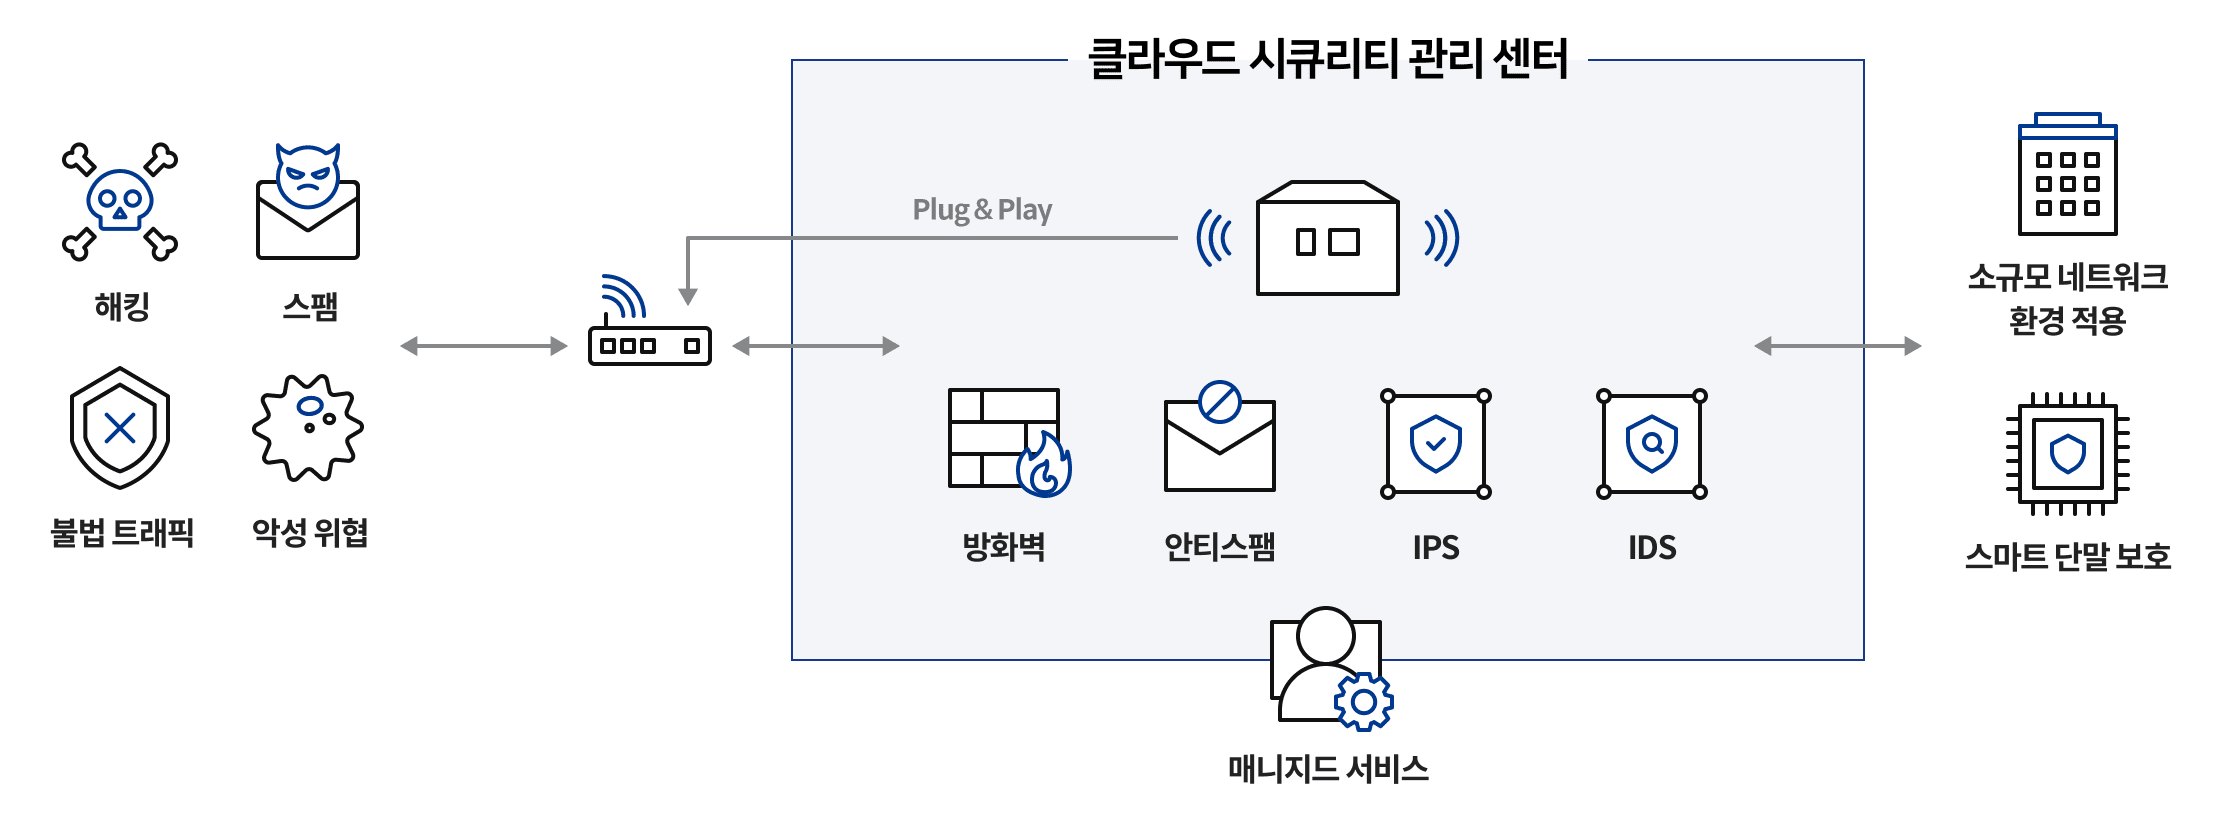 클라우드 시큐리티 관리 센터
Plug & Play
해킹
스팸
불법 트래픽
악성 위협
방화벽
안티스팸
IPS
IDS
매니지드 서비스
소규모 네트워크
환경 적용
스마트 단말 보호